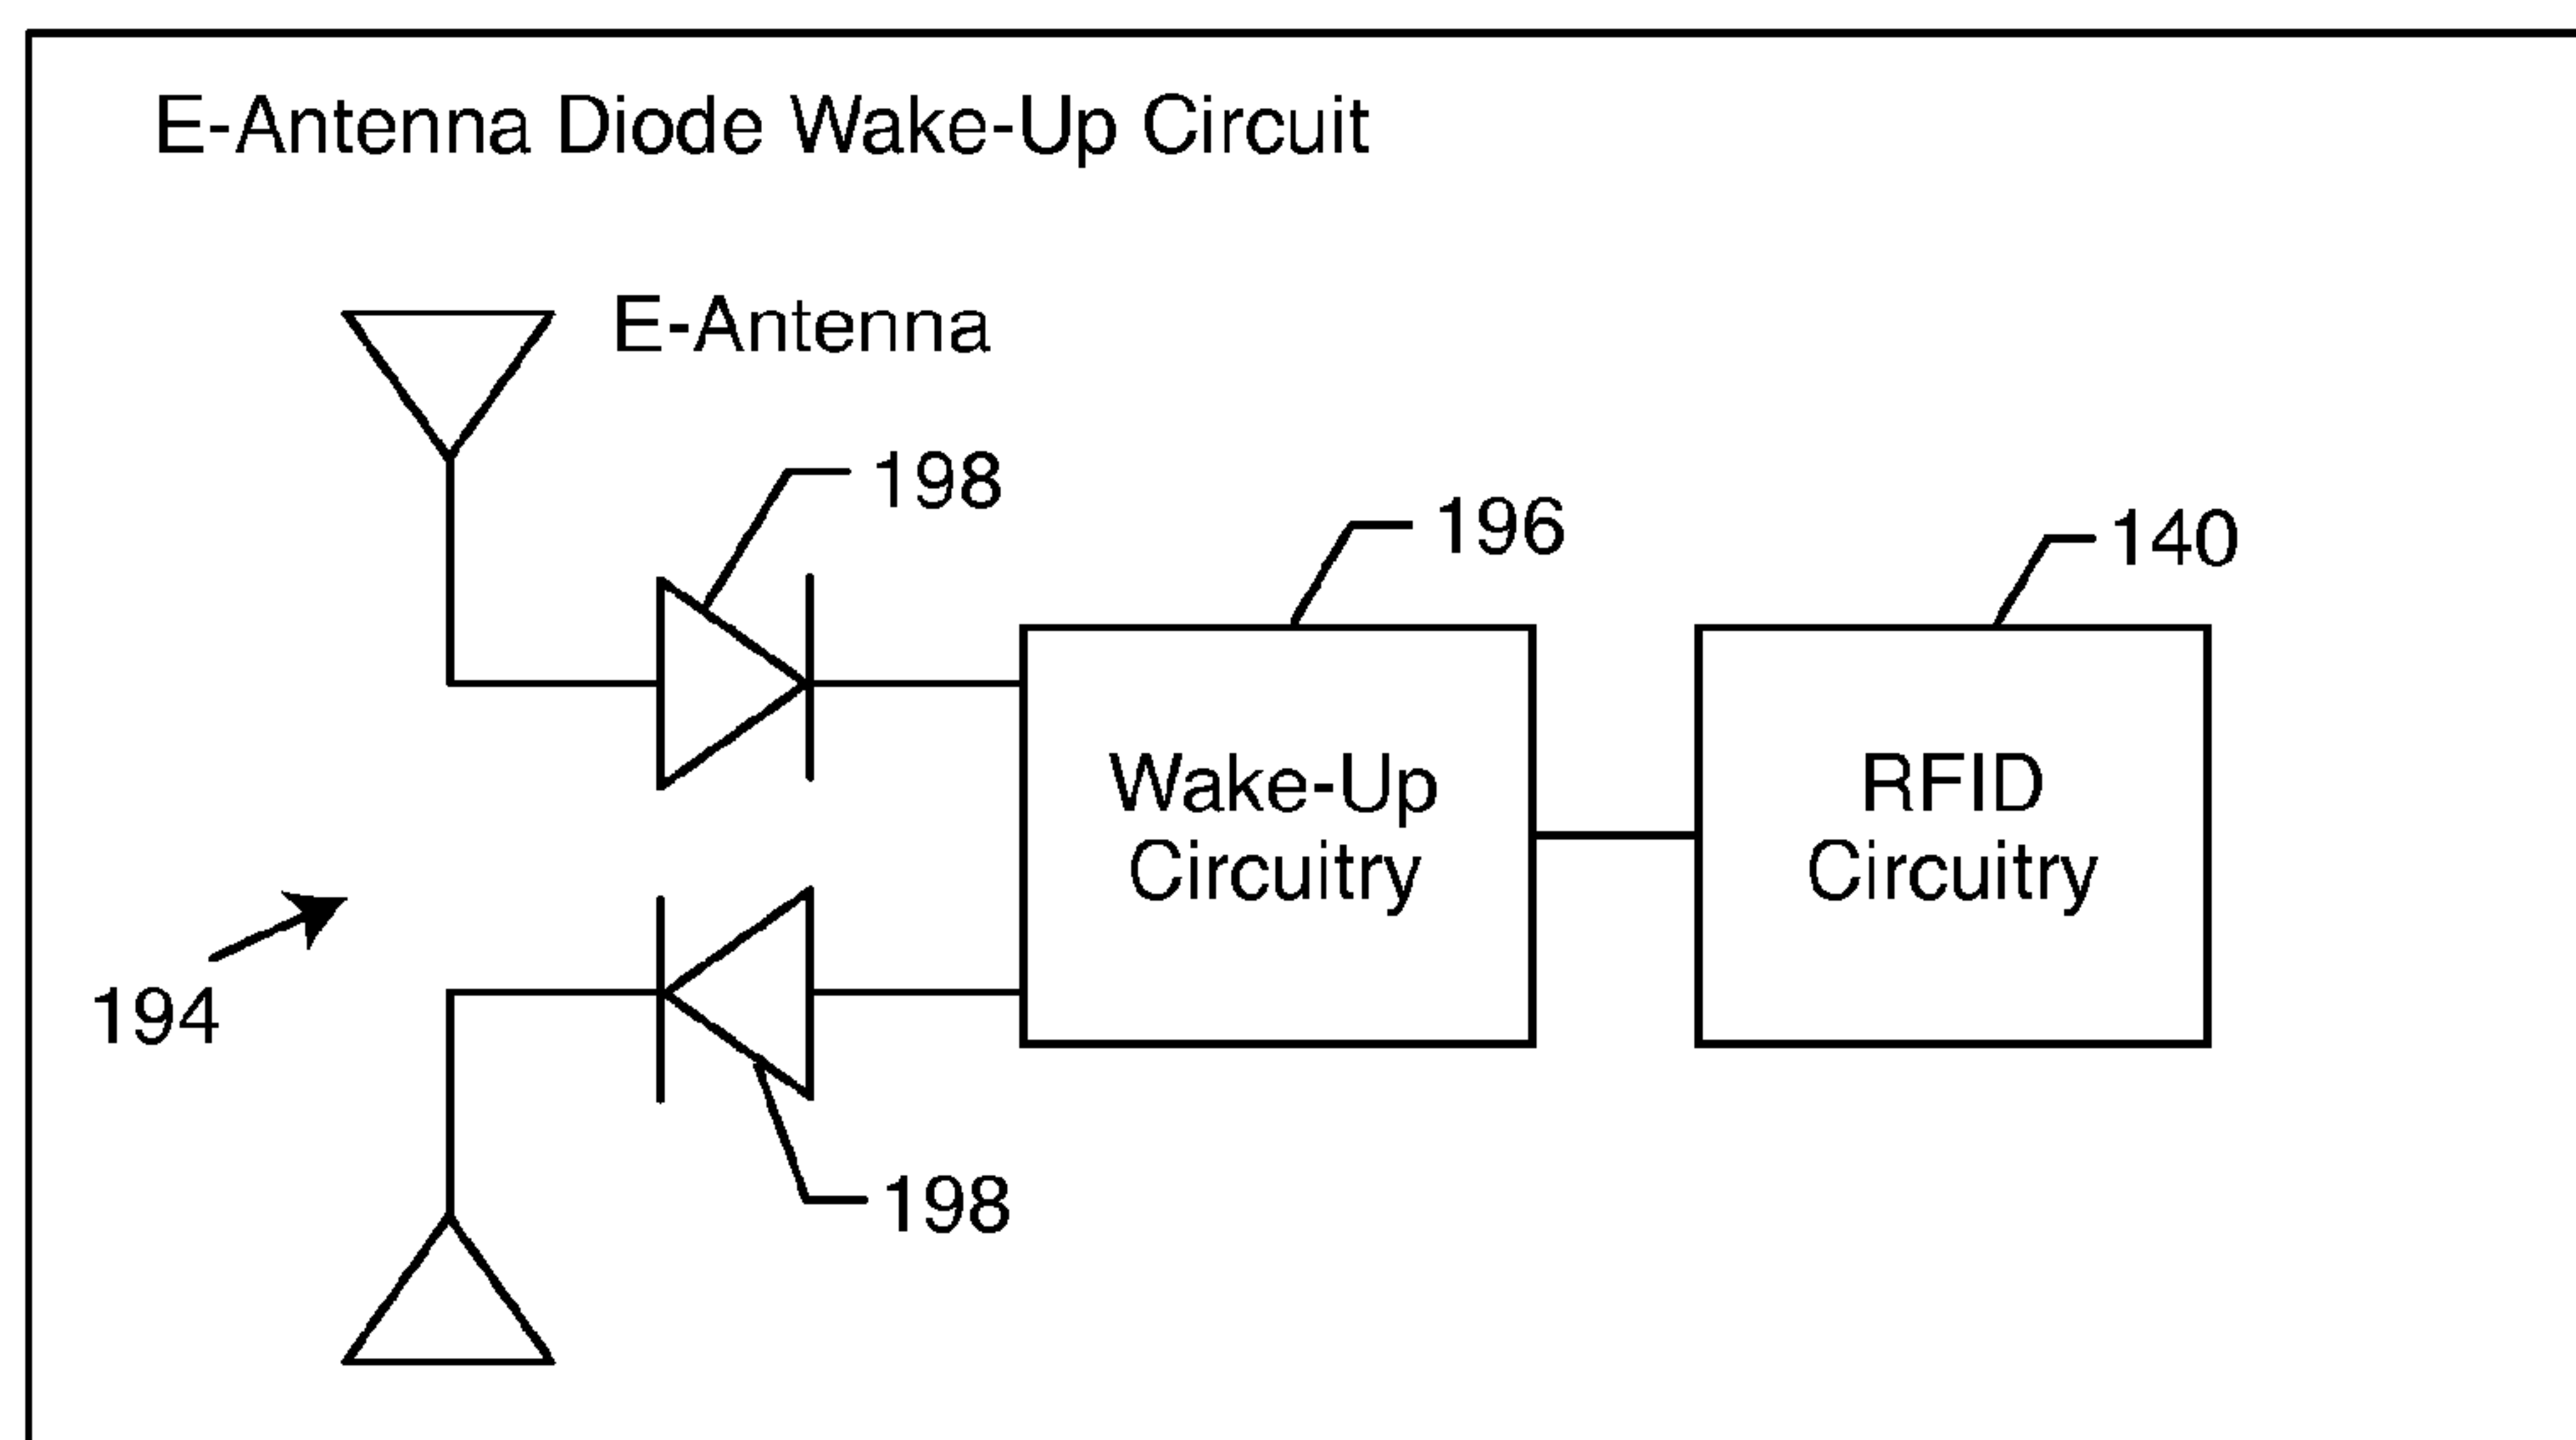 E-Antenna Diode Wake-Up Circuit
E-Antenna
198
196
140
Wake-Up
Circuitry
RFID
Circuitry
194
198